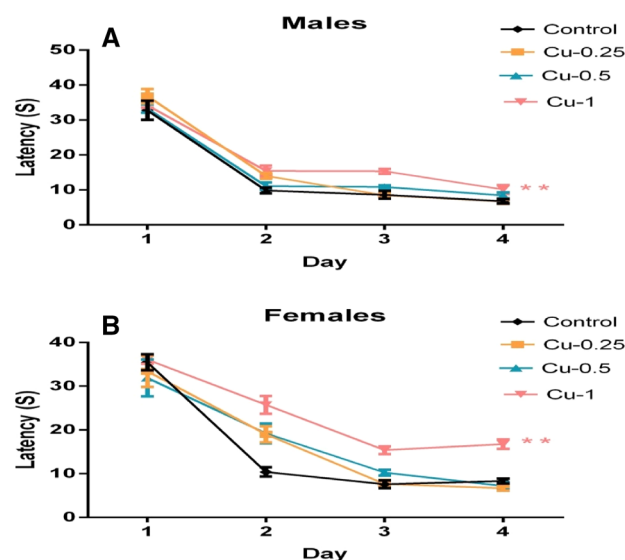 A
Males
Control
Cu-0.25
Cu-0.5
Cu-1
Latency (S)
50
40
30
20
10
0
* *
1 2 3 4
Day
B
Females
Control
Cu-0.25
Cu-0.5
Cu-1
Latency (S)
40
30
20
10
0
* *
1 2 3 4
Day